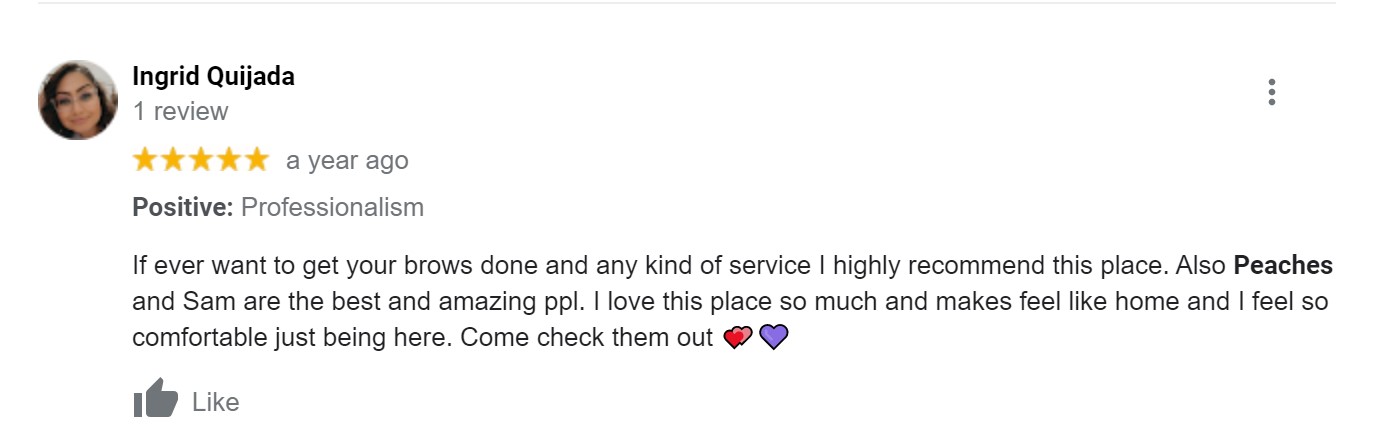 Ingrid Quijada
1 review
a year ago
Positive: Professionalism
If ever want to get your brows done and any kind of service I highly recommend this place. Also Peaches
and Sam are the best and amazing ppl. I love this place so much and makes feel like home and I feel so
comfortable just being here. Come check them out 💕💜
Like